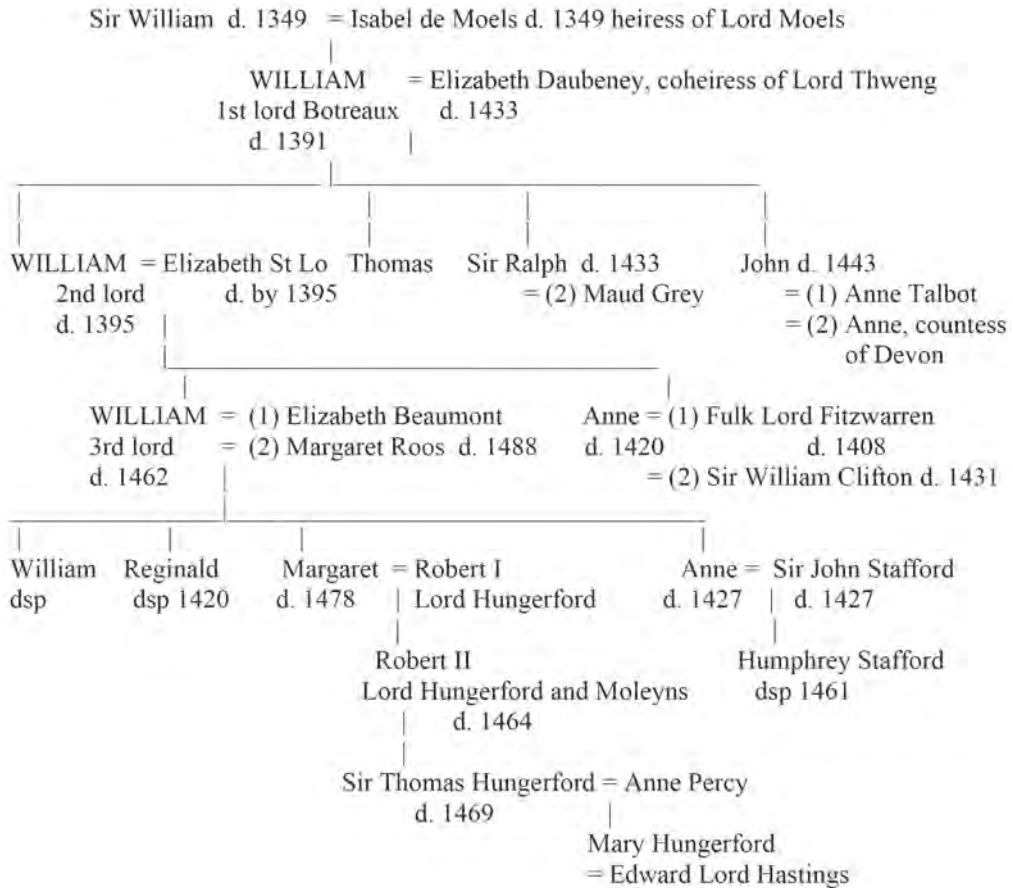 Sir William d. 1349 = Isabel de Moels d. 1349 heiress of Lord Moels
WILLIAM = Elizabeth Daubeney, coheiress of Lord Thweng
1st lord Botreaux d. 1433
d. 1391
WILLIAM = Elizabeth St Lo Thomas Sir Ralph d. 1433 John d. 1443
2nd lord d. by 1395 = (2) Maud Grey = (1) Anne Talbot
d. 1395 = (2) Anne, countess
of Devon
WILLIAM = (1) Elizabeth Beaumont Anne = (1) Fulk Lord Fitzwarren
3rd lord = (2) Margaret Roos d. 1488 d. 1420 d. 1408
d. 1462 = (2) Sir William Clifton d. 1431
William Reginald Margaret = Robert I Anne = Sir John Stafford
dsp dsp 1420 d. 1478 Lord Hungerford d. 1427 d. 1427
Robert II Humphrey Stafford
Lord Hungerford and Moleyns dsp 1461
d. 1464
Sir Thomas Hungerford = Anne Percy
d. 1469
Mary Hungerford
= Edward Lord Hastings